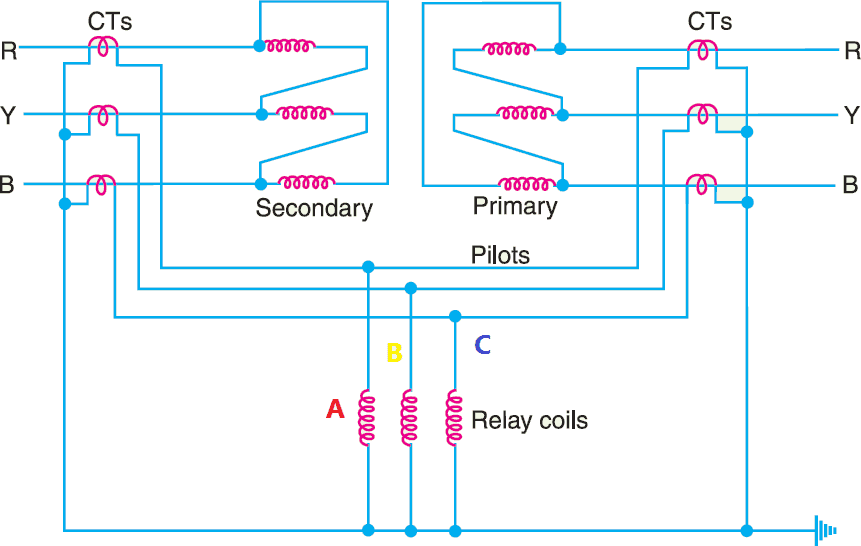 CTs CTs
R R
Y Y
B B
Secondary Primary
Pilots
B C
A Relay coils